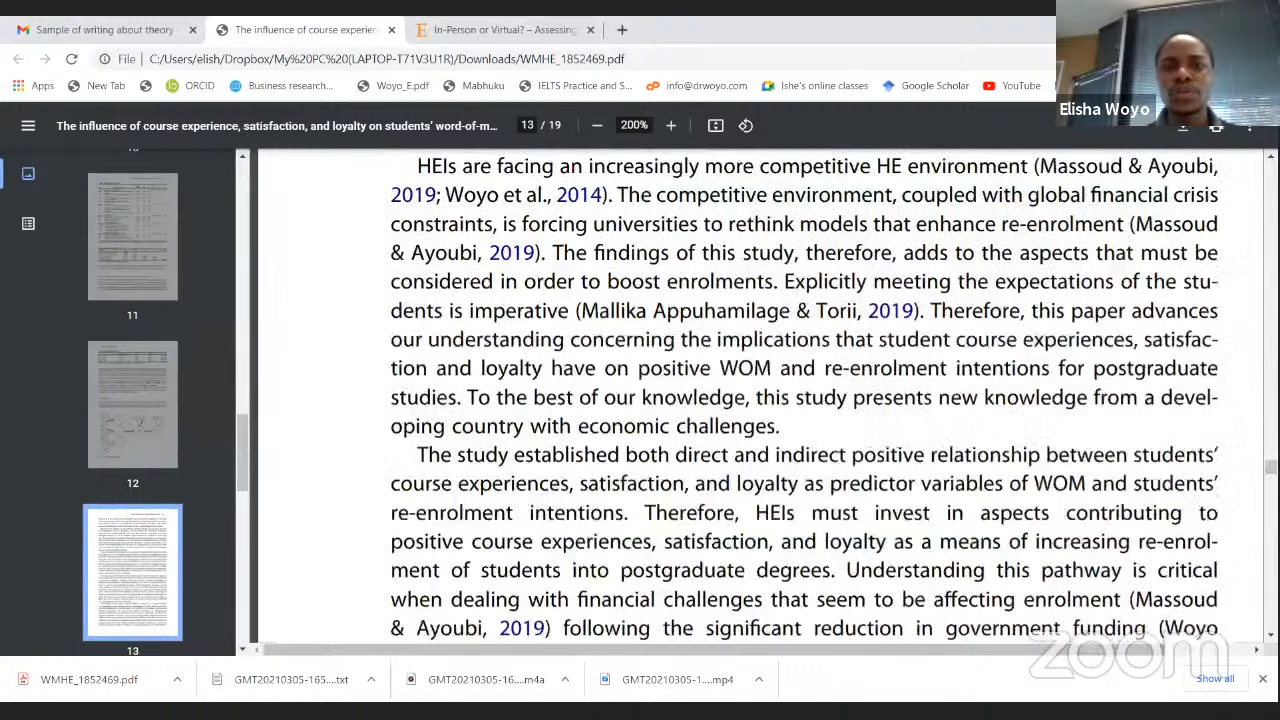 Sample of writing about theory
The influence of course experien
In-Person or Virtual? – Assessing
Elisha Woyo
File
C:/Users/elish/Dropbox/My%20PC%20(LAPTOP-T71V3U1R)/Downloads/WMHE_1852469.pdf
Apps
New Tab
ORCID
Business research...
Woyo_E.pdf
Mabhuku
IELTS Practice and S...
info@drwoyo.com
Ishe's online classes
Google Scholar
YouTube
The influence of course experience, satisfaction, and loyalty on students' word-of-m...
13 / 19
200%
11
12
13
HEIs are facing an increasingly more competitive HE environment (Massoud & Ayoubi,
2019; Woyo et al., 2014). The competitive environment, coupled with global financial crisis
constraints, is forcing universities to rethink models that enhance re-enrolment (Massoud
& Ayoubi, 2019). The findings of this study, therefore, adds to the aspects that must be
considered in order to boost enrolments. Explicitly meeting the expectations of the stu-
dents is imperative (Mallika Appuhamilage & Torii, 2019). Therefore, this paper advances
our understanding concerning the implications that student course experiences, satisfac-
tion and loyalty have on positive WOM and re-enrolment intentions for postgraduate
studies. To the best of our knowledge, this study presents new knowledge from a devel-
oping country with economic challenges.
The study established both direct and indirect positive relationship between students'
course experiences, satisfaction, and loyalty as predictor variables of WOM and students'
re-enrolment intentions. Therefore, HEIs must invest in aspects contributing to
positive course experiences, satisfaction, and loyalty as a means of increasing re-enrol-
ment of students into postgraduate degrees. Understanding this pathway is critical
when dealing with financial challenges that seem to be affecting enrolment (Massoud
& Ayoubi, 2019) following the significant reduction in government funding (Woyo
zoom
WMHE_1852469.pdf
GMT20210305-165....txt
GMT20210305-16....m4a
GMT20210305-1....mp4
Show all